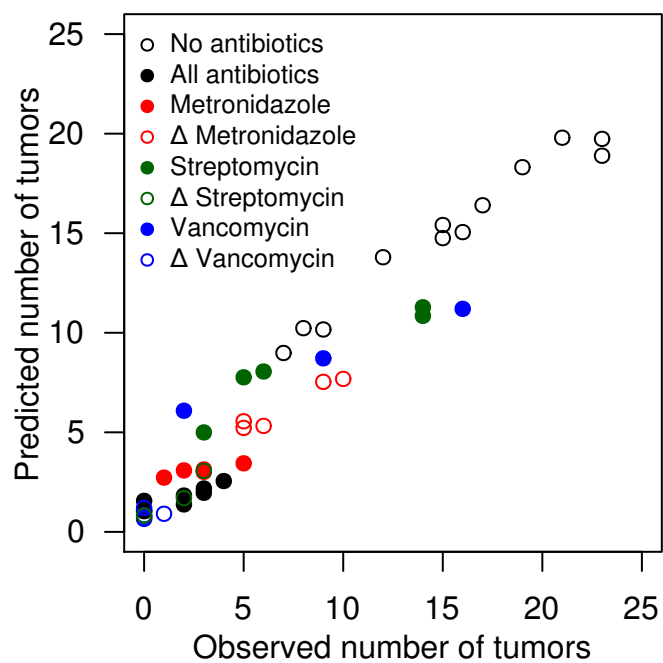 25
20
15
10
5
0
Predicted number of tumors
No antibiotics
All antibiotics
Metronidazole
Δ Metronidazole
Streptomycin
Δ Streptomycin
Vancomycin
Δ Vancomycin
0 5 10 15 20 25
Observed number of tumors